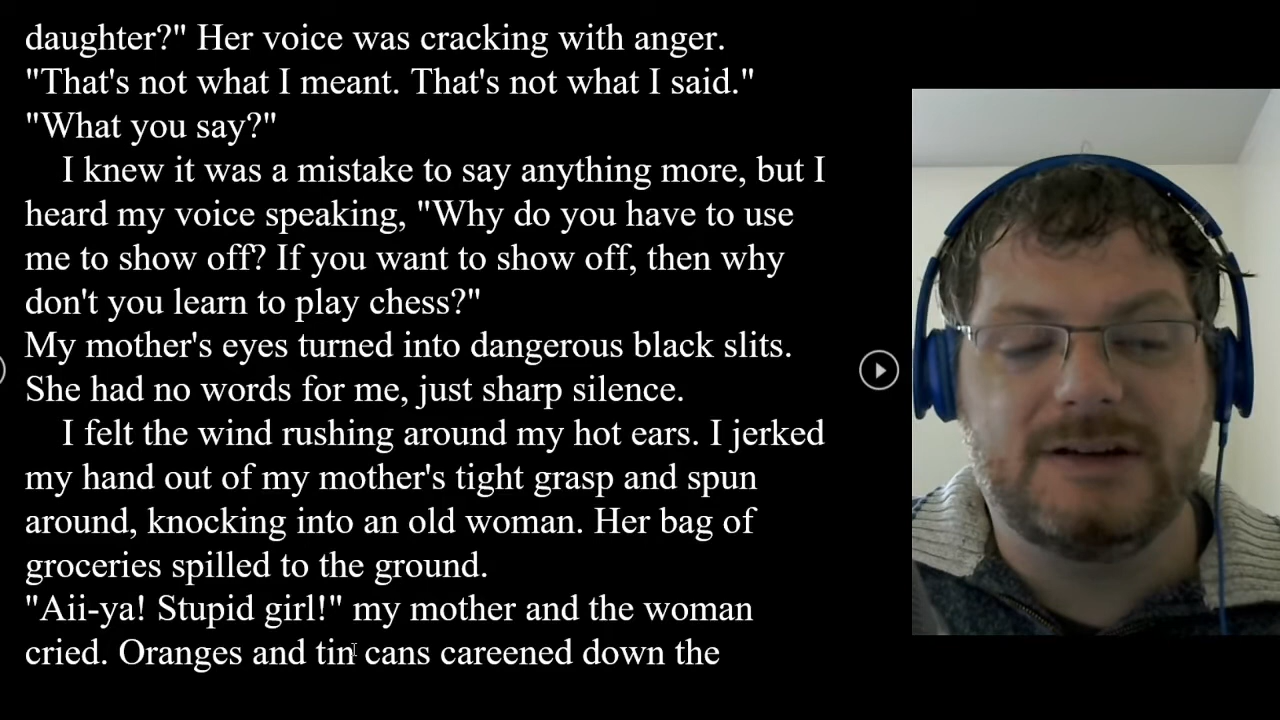 daughter?" Her voice was cracking with anger.
"That's not what I meant. That's not what I said."
"What you say?"
I knew it was a mistake to say anything more, but I
heard my voice speaking, "Why do you have to use
me to show off? If you want to show off, then why
don't you learn to play chess?"
My mother's eyes turned into dangerous black slits.
She had no words for me, just sharp silence.
I felt the wind rushing around my hot ears. I jerked
my hand out of my mother's tight grasp and spun
around, knocking into an old woman. Her bag of
groceries spilled to the ground.
"Aii-ya! Stupid girl!" my mother and the woman
cried. Oranges and tin cans careened down the